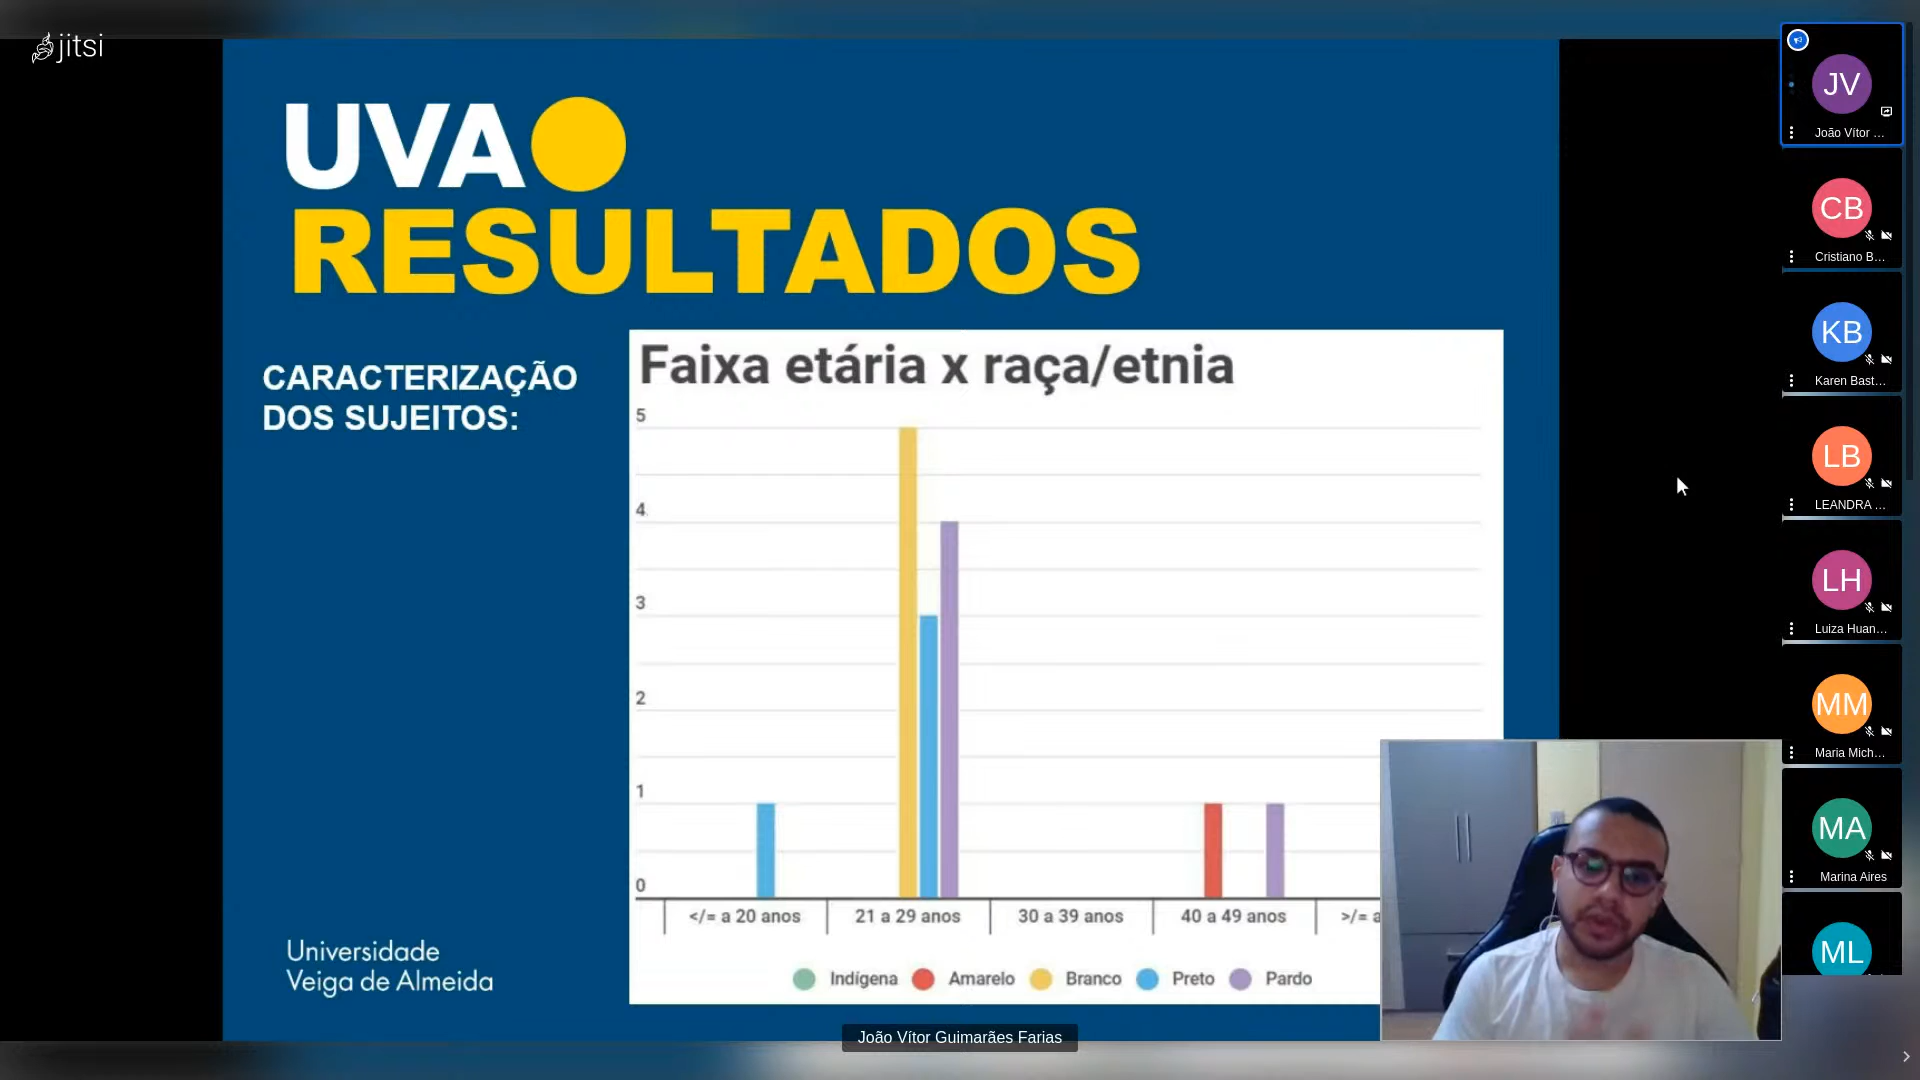 jitsi
UVA
RESULTADOS
CARACTERIZAÇÃO
DOS SUJEITOS:
Faixa etária x raça/etnia
5
4
3
2
1
0
</= a 20 anos
21 a 29 anos
30 a 39 anos
40 a 49 anos
>/= a
Indígena
Amarelo
Branco
Preto
Pardo
Universidade
Veiga de Almeida
João Vítor Guimarães Farias
JV
João Vítor ...
CB
Cristiano B...
KB
Karen Bast...
LB
LEANDRA ...
LH
Luiza Huan...
MM
Maria Mich...
MA
Marina Aires
ML